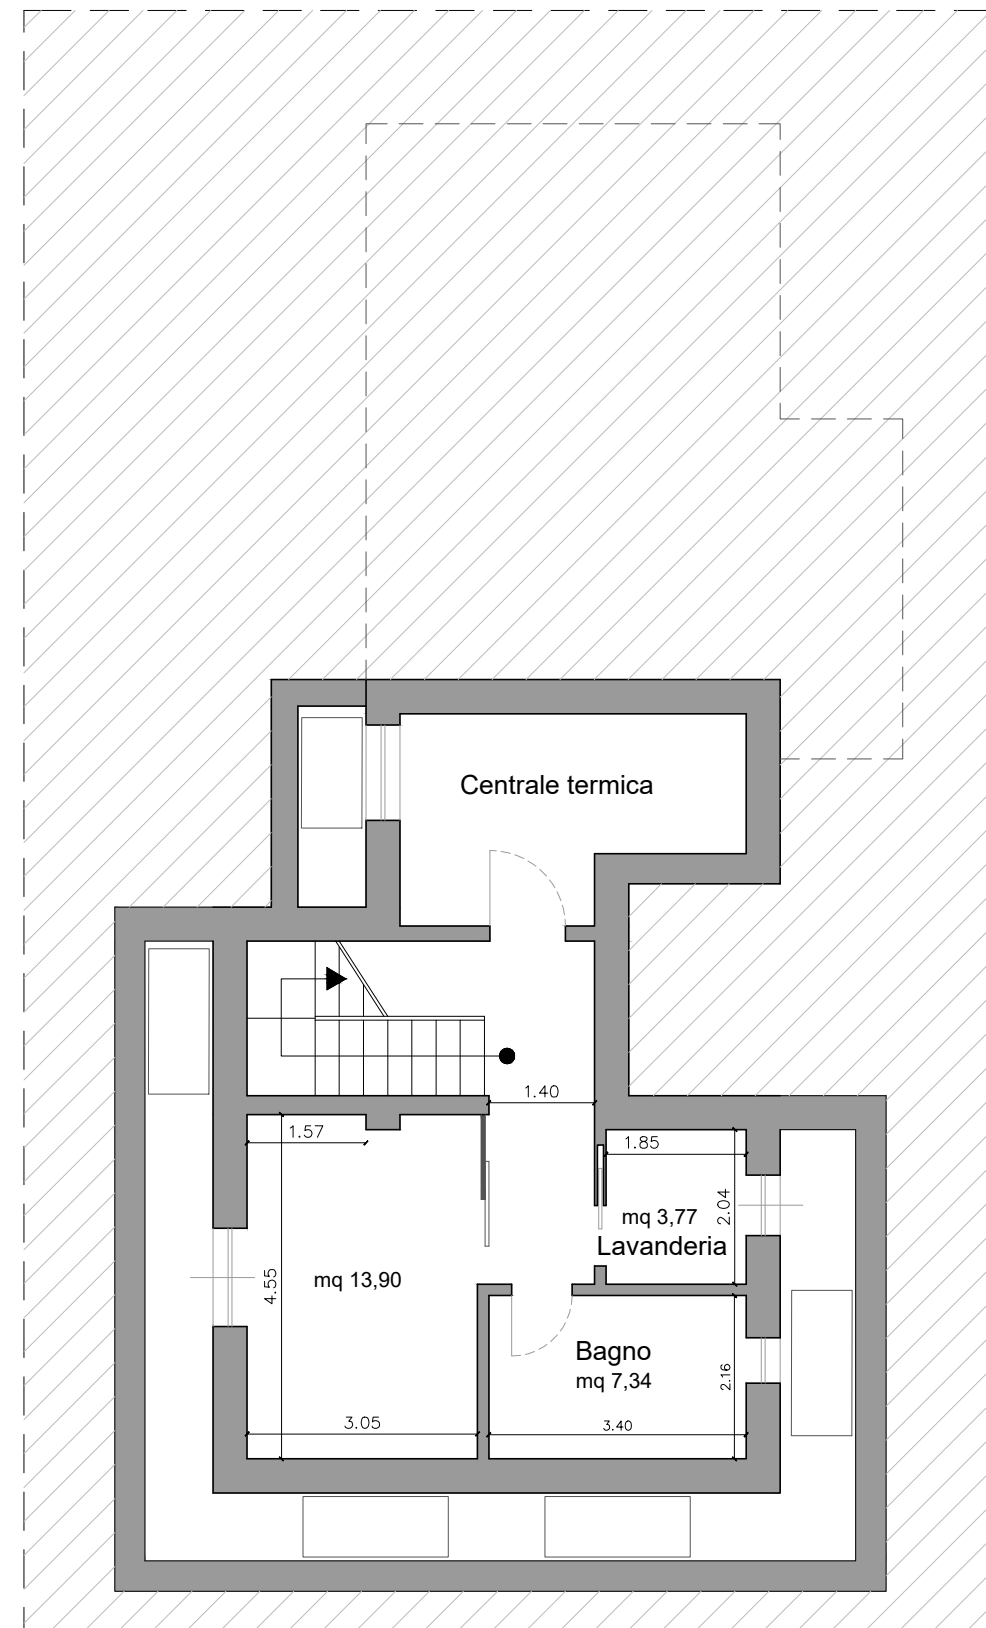 Centrale termica
1.40
1.57
1.85
mq 3,77
2.04
Lavanderia
4.55
mq 13,90
Bagno
mq 7,34
2.16
3.05
3.40